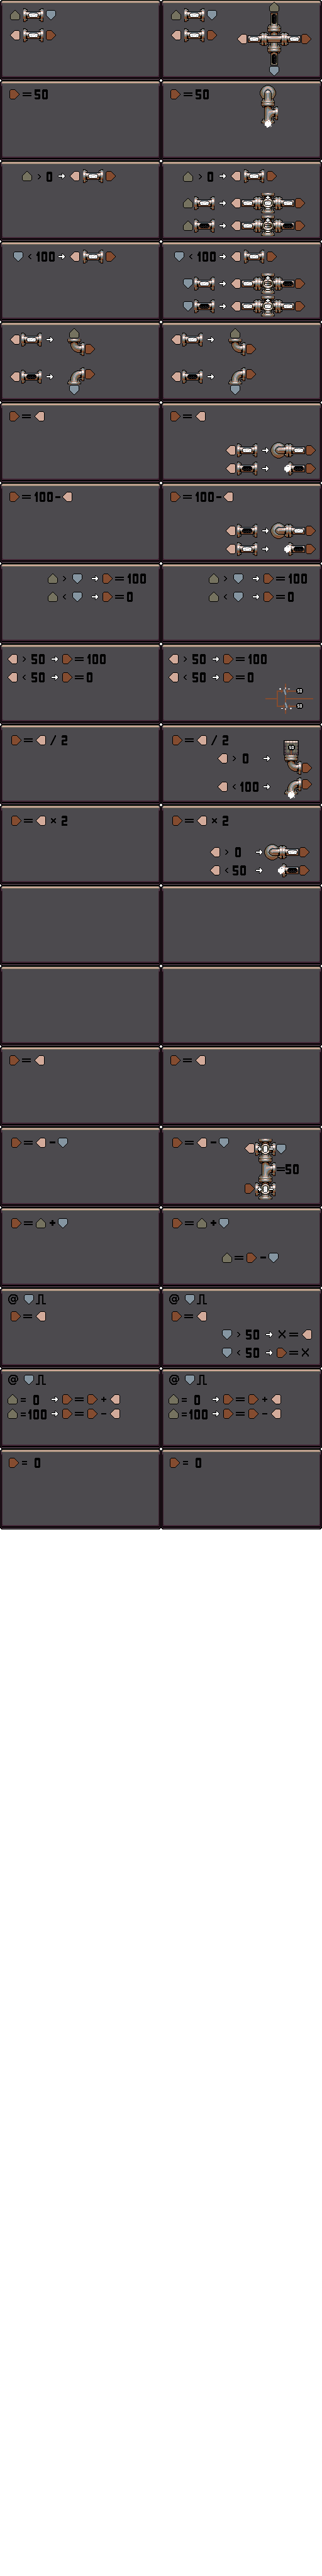 = 50 = 50
> 0 → > 0 →
< 100 → < 100 →
→ →
→ →
= =
= 100 - = 100 -
> → = 100 > → = 100
< → = 0 < → = 0
> 50 → = 100 > 50 → = 100
< 50 → = 0 < 50 → = 0
= / 2 = / 2
> 0 →
< 100 →
= × 2 = × 2
> 0 →
< 50 →
= =
= - = -
= 50
= + = +
= -
@ @
= =
> 50 → × =
< 50 → = ×
@ @
= 0 → = + = 0 → = +
= 100 → = - = 100 → = -
= 0 = 0